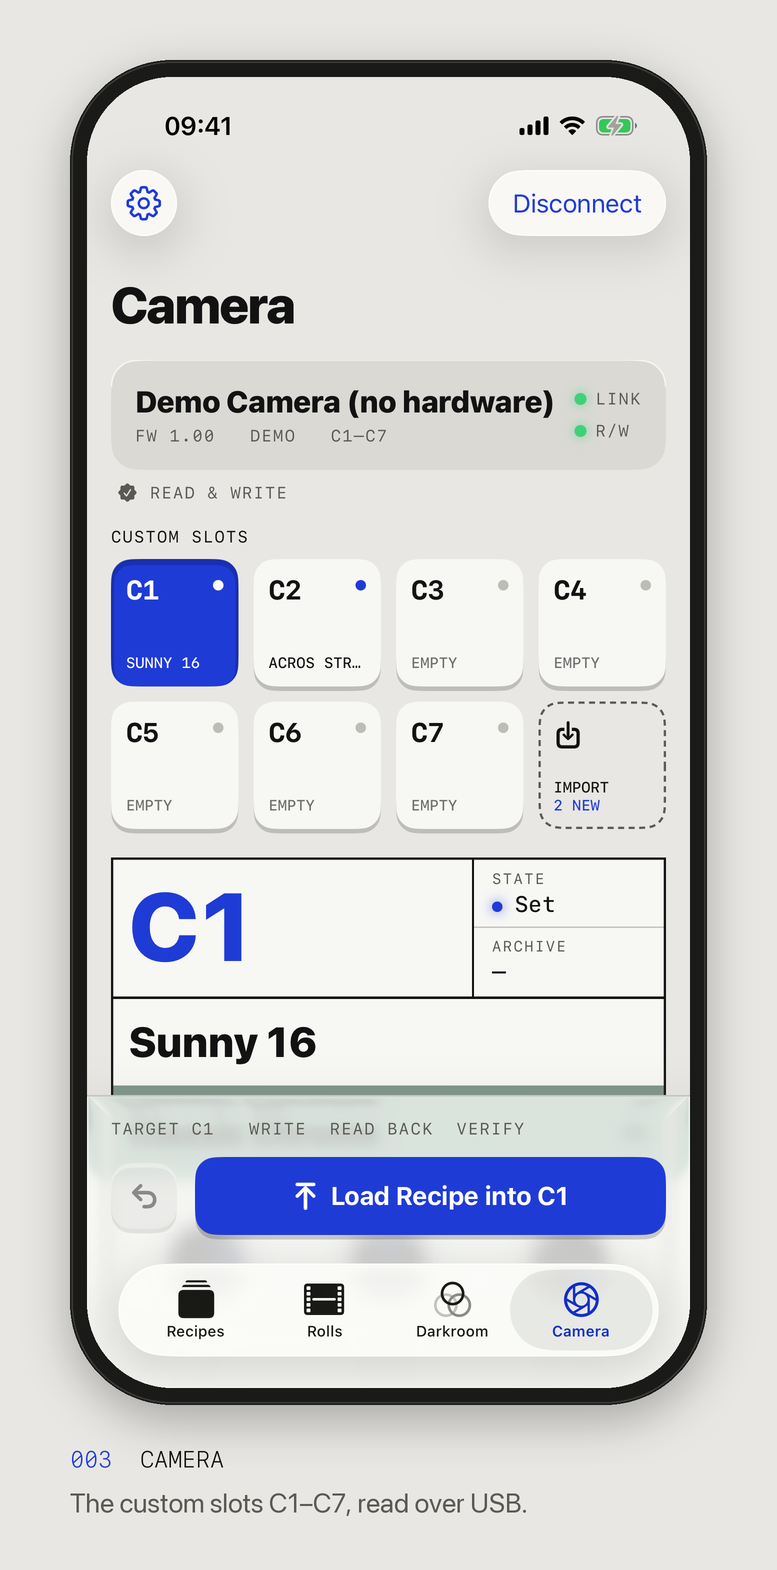 09:41
Disconnect
Camera
Demo Camera (no hardware)
LINK
FW 1.00 DEMO C1—C7
R/W
READ & WRITE
CUSTOM SLOTS
C1 C2 C3 C4
SUNNY 16 ACROS STR… EMPTY EMPTY
C5 C6 C7
IMPORT
EMPTY EMPTY EMPTY 2 NEW
C1
STATE
Set
ARCHIVE
—
Sunny 16
TARGET C1 WRITE READ BACK VERIFY
Load Recipe into C1
Recipes Rolls Darkroom Camera
003 CAMERA
The custom slots C1–C7, read over USB.